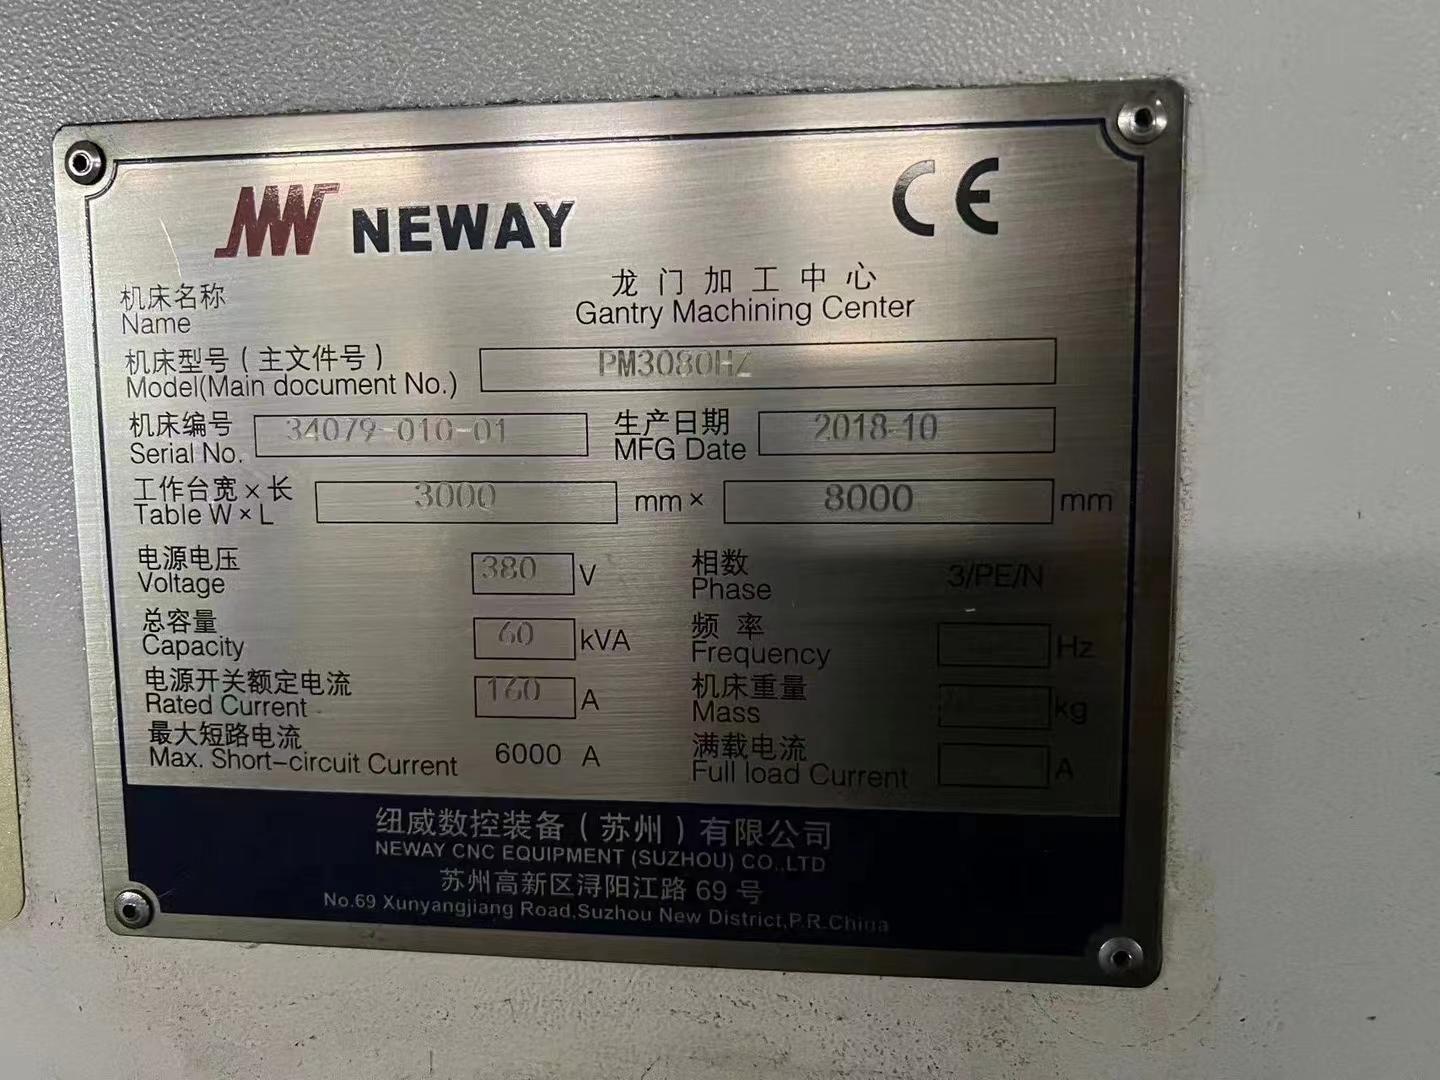 NEWAY CE
机床名称 龙门加工中心
Name Gantry Machining Center
机床型号(主文件号) PM3080HZ
Model(Main document No.)
机床编号 34079-010-01 生产日期 2018-10
Serial No. MFG Date
工作台宽×长 3000 mm× 8000 mm
Table W×L
电源电压 380 V 相数 3/PE/N
Voltage Phase
总容量 60 kVA 频率 Hz
Capacity Frequency
电源开关额定电流 160 A 机床重量 kg
Rated Current Mass
最大短路电流 6000 A 满载电流 A
Max. Short-circuit Current Full load Current
纽威数控装备(苏州)有限公司
NEWAY CNC EQUIPMENT (SUZHOU) CO.,LTD
苏州高新区浔阳江路 69 号
No.69 Xunyangjiang Road,Suzhou New District,P.R.China